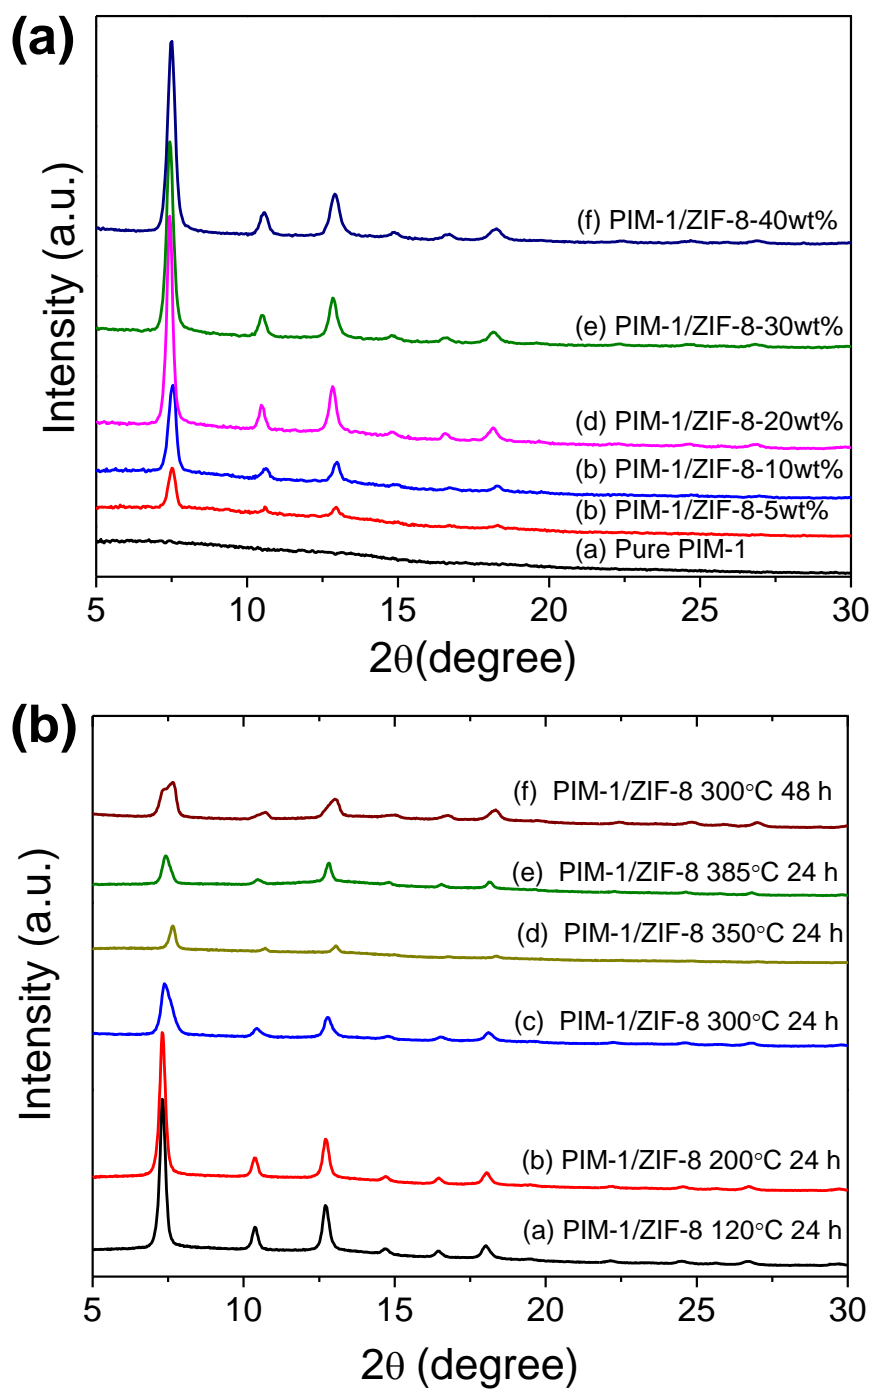 (a)
Intensity (a.u.)
(f) PIM-1/ZIF-8-40wt%
(e) PIM-1/ZIF-8-30wt%
(d) PIM-1/ZIF-8-20wt%
(b) PIM-1/ZIF-8-10wt%
(b) PIM-1/ZIF-8-5wt%
(a) Pure PIM-1
5 10 15 20 25 30
2θ(degree)
(b)
Intensity (a.u.)
(f) PIM-1/ZIF-8 300°C 48 h
(e) PIM-1/ZIF-8 385°C 24 h
(d) PIM-1/ZIF-8 350°C 24 h
(c) PIM-1/ZIF-8 300°C 24 h
(b) PIM-1/ZIF-8 200°C 24 h
(a) PIM-1/ZIF-8 120°C 24 h
5 10 15 20 25 30
2θ (degree)